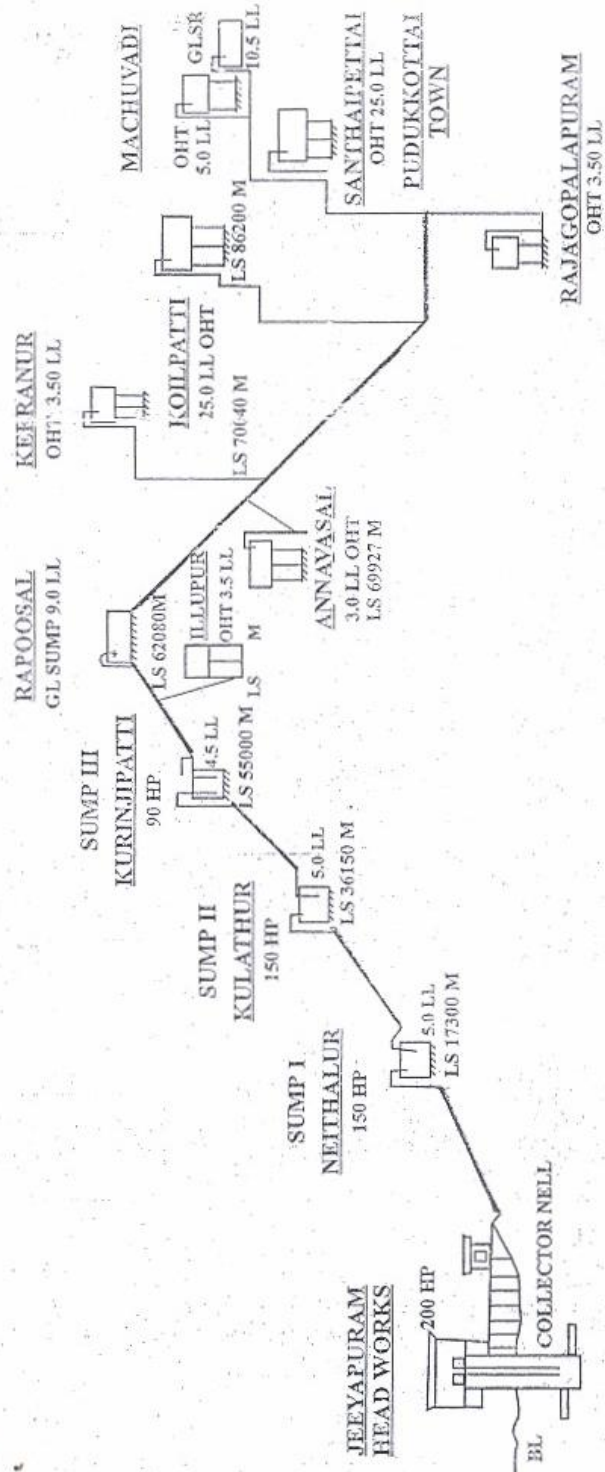 JEEYAPURAM
HEAD WORKS
200 HP
COLLECTOR NELL
BL
SUMP I
NEITHALUR
150 HP
5.0 LL
LS 17300 M
SUMP II
KULATHUR
150 HP
5.0 LL
LS 36150 M
SUMP III
KURINJIPATTI
90 HP
4.5 LL
LS 55000 M
RAPOOSAL
GL SUMP 9.0 LL
LS 62080M
ILLUPUR
OHT 3.5 LL
LS M
KEERANUR
OHT 3.50 LL
LS 70640 M
ANNAVASAL
3.0 LL OHT
LS 69927 M
KOILPATTI
25.0 LL OHT
LS 86200 M
MACHUVADI
OHT
5.0 LL
GLSR
10.5 LL
SANTHAIPETTAI
OHT 25.0 LL
PUDUKKOTTAI
TOWN
RAJAGOPALAPURAM
OHT 3.50 LL